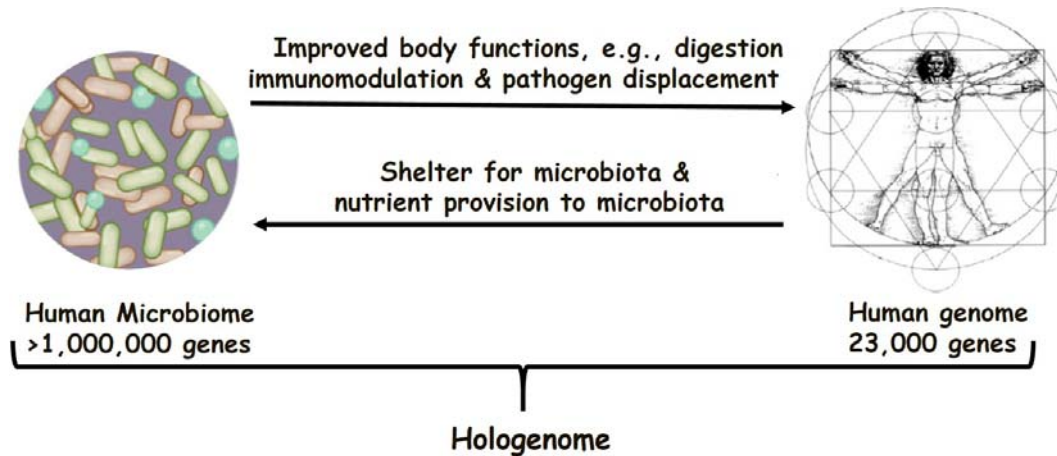 Improved body functions, e.g., digestion
immunomodulation & pathogen displacement
Shelter for microbiota &
nutrient provision to microbiota
Human Microbiome
>1,000,000 genes
Human genome
23,000 genes
Hologenome